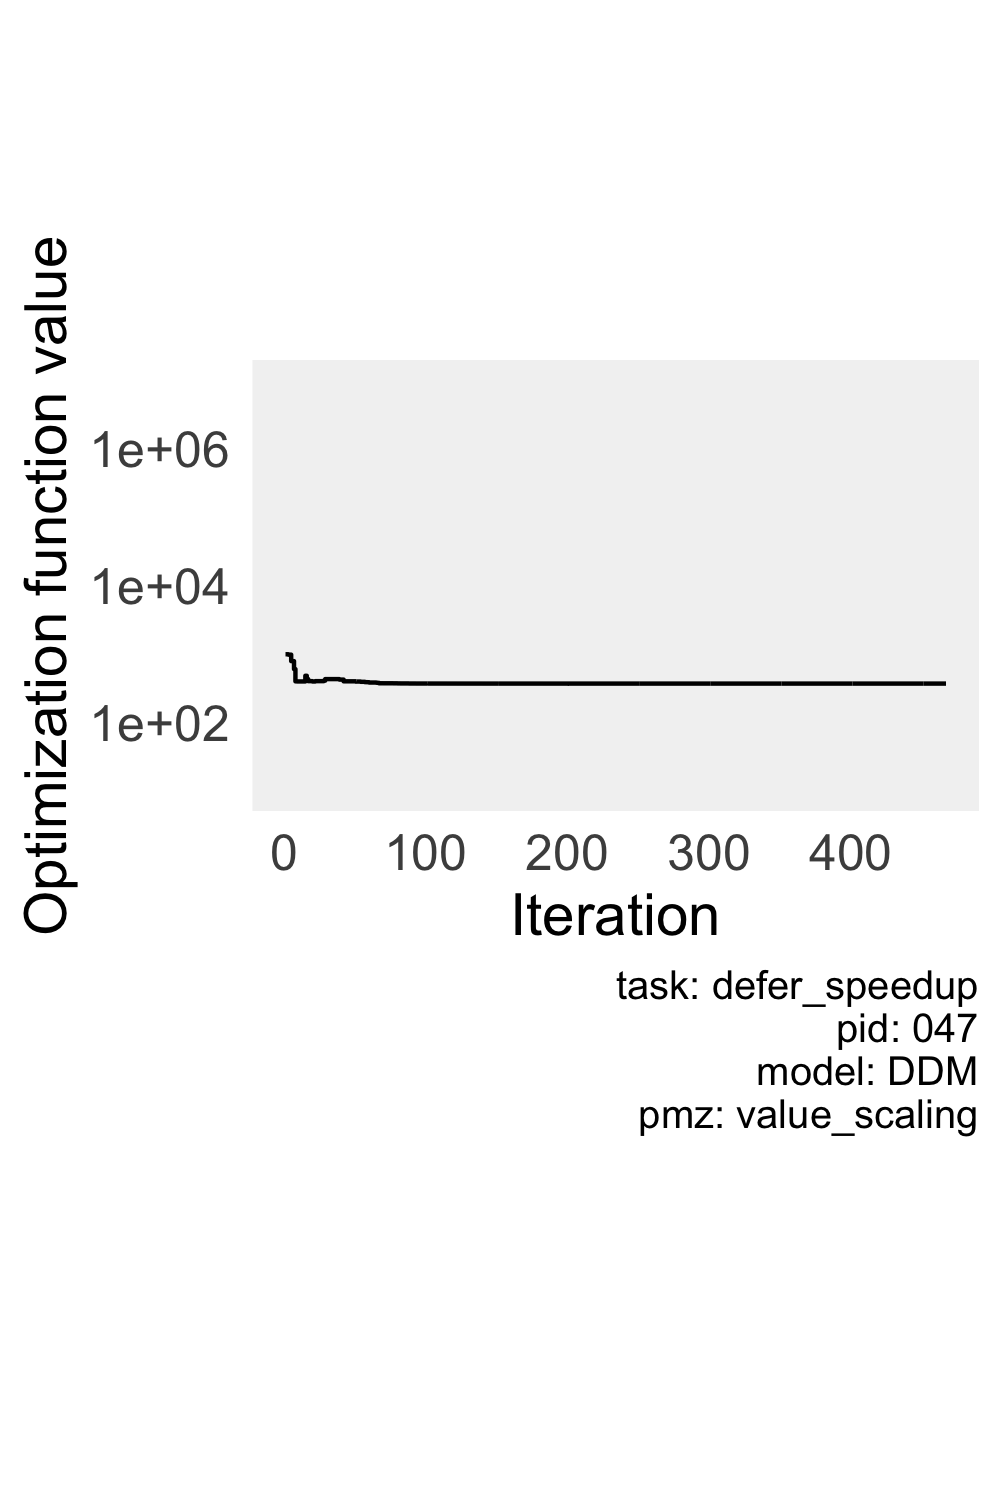 Optimization function value
1e+06
1e+04
1e+02
0 100 200 300 400
Iteration
task: defer_speedup
pid: 047
model: DDM
pmz: value_scaling